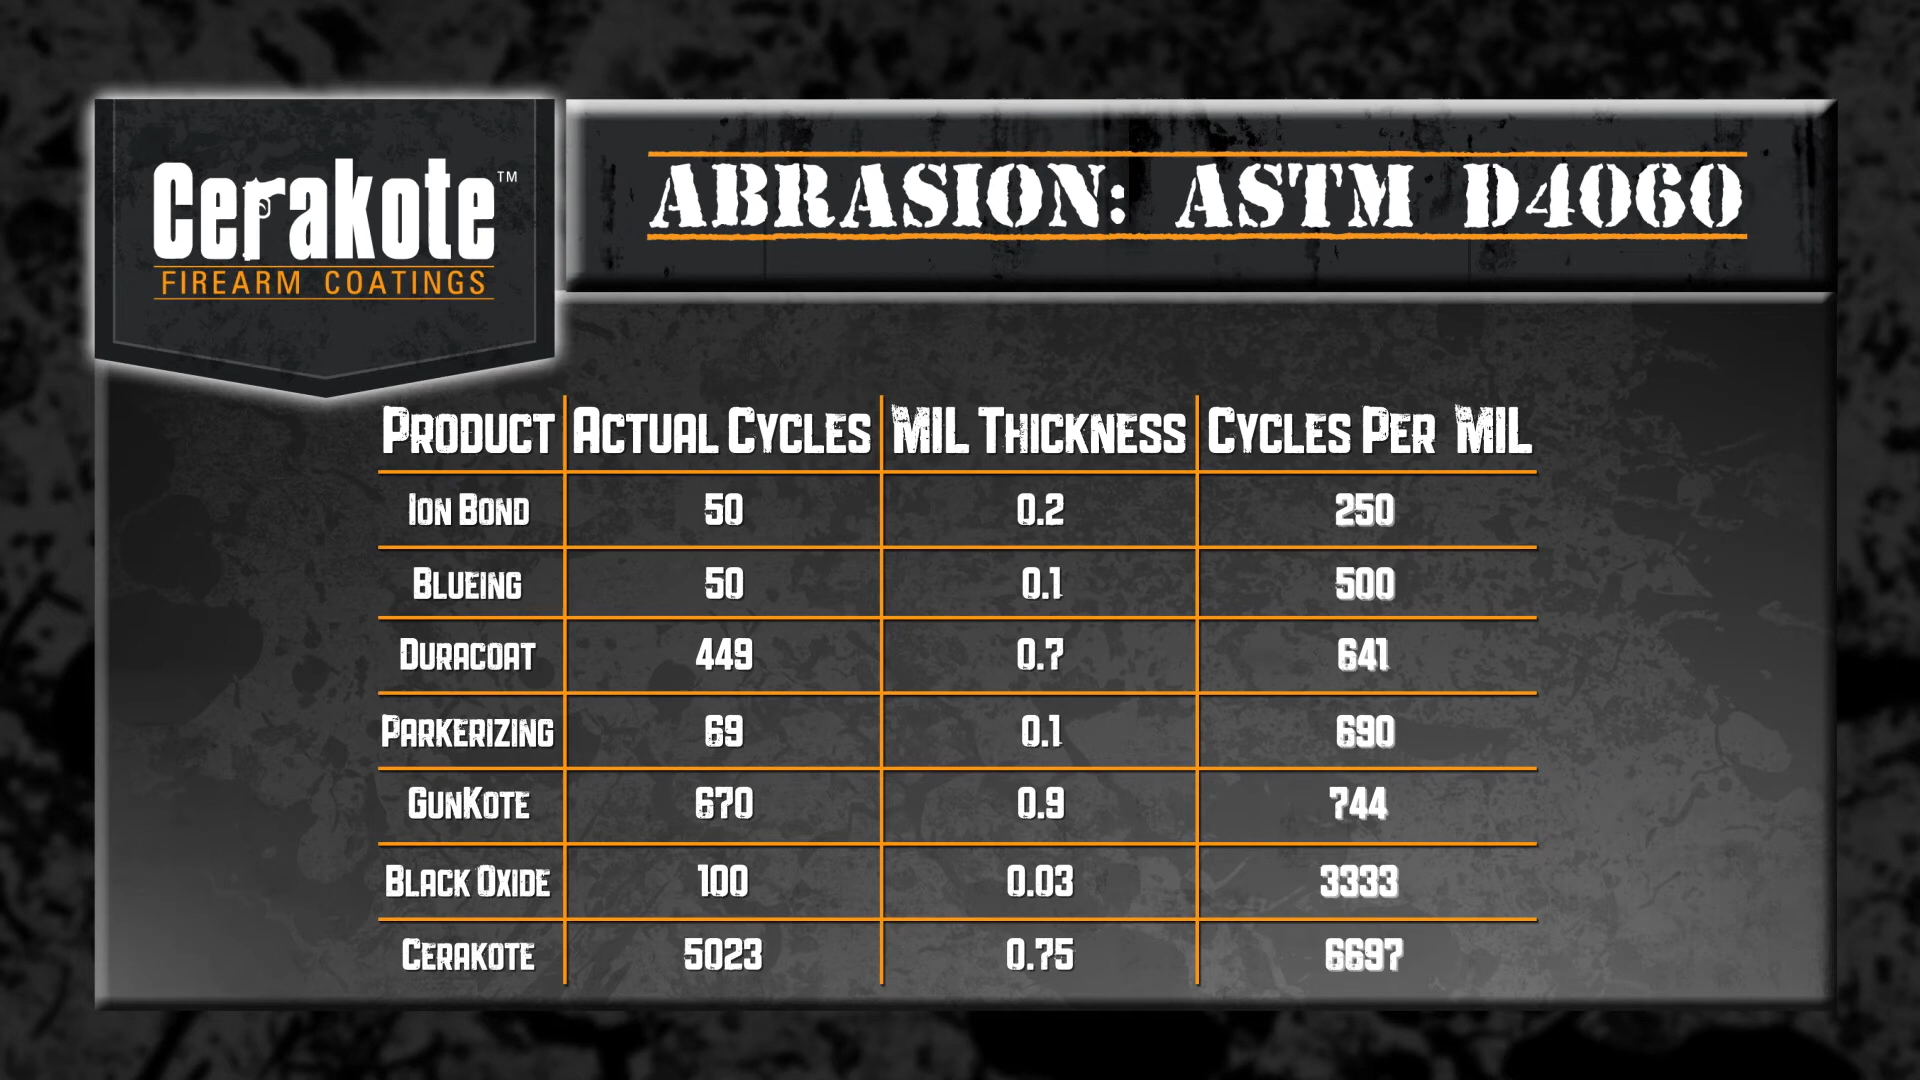 Cerakote™
FIREARM COATINGS
ABRASION: ASTM D4060
PRODUCT ACTUAL CYCLES MIL THICKNESS CYCLES PER MIL
ION BOND 50 0.2 250
BLUEING 50 0.1 500
DURACOAT 449 0.7 641
PARKERIZING 69 0.1 690
GUNKOTE 670 0.9 744
BLACK OXIDE 100 0.03 3333
CERAKOTE 5023 0.75 6697